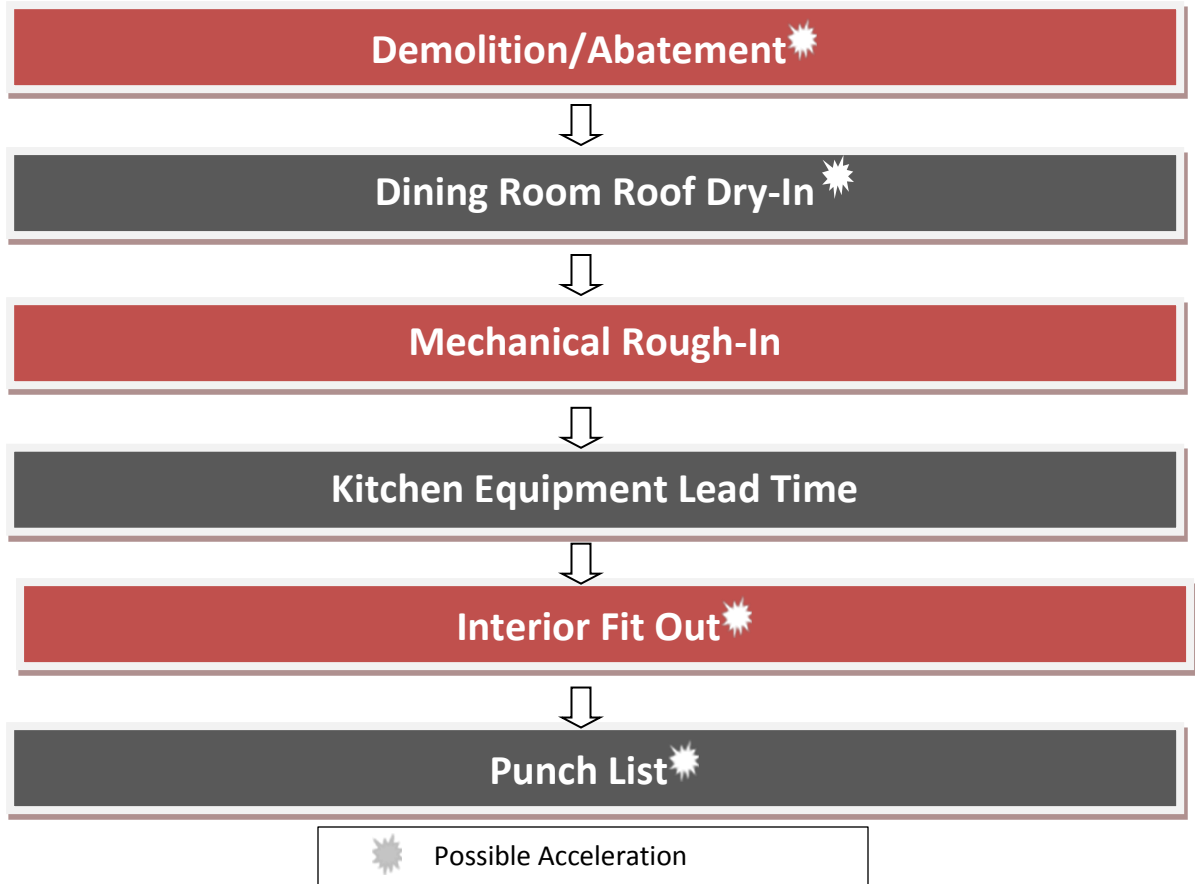 Demolition/Abatement
Dining Room Roof Dry-In
Mechanical Rough-In
Kitchen Equipment Lead Time
Interior Fit Out
Punch List
Possible Acceleration